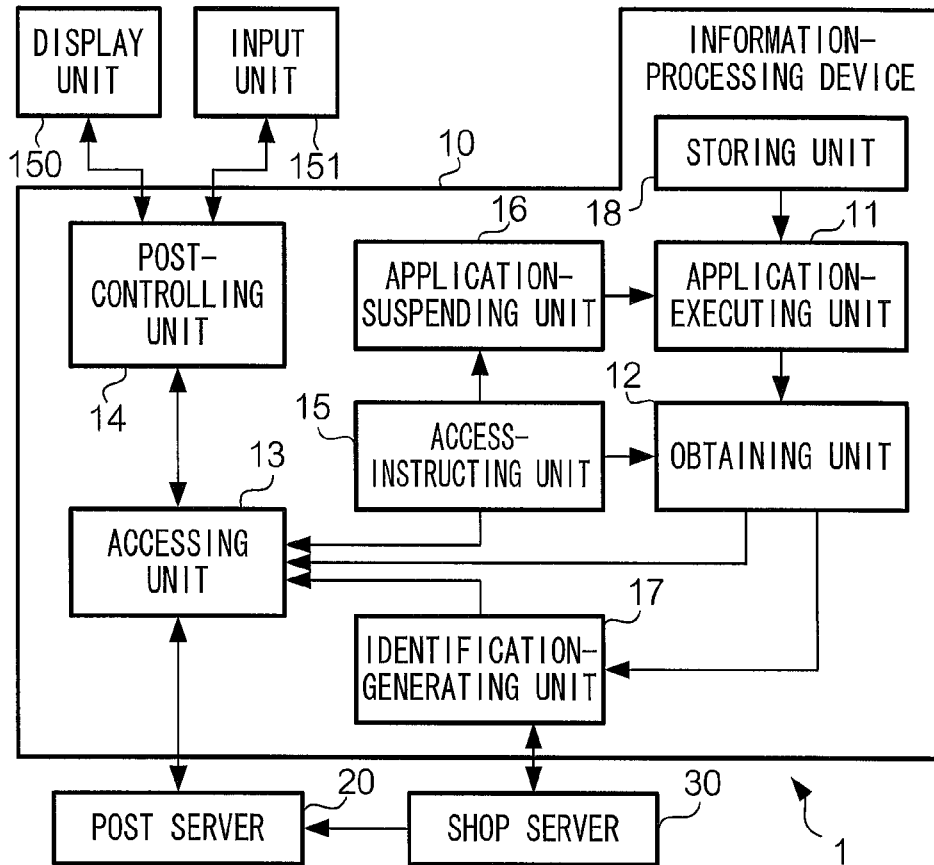 DISPLAY
UNIT
INPUT
UNIT
INFORMATION-
PROCESSING DEVICE
150
151
10
STORING UNIT
18
16
11
POST-
CONTROLLING
UNIT
APPLICATION-
SUSPENDING UNIT
APPLICATION-
EXECUTING UNIT
14
15
12
ACCESS-
INSTRUCTING UNIT
OBTAINING UNIT
13
ACCESSING
UNIT
17
IDENTIFICATION-
GENERATING UNIT
20
30
POST SERVER
SHOP SERVER
1